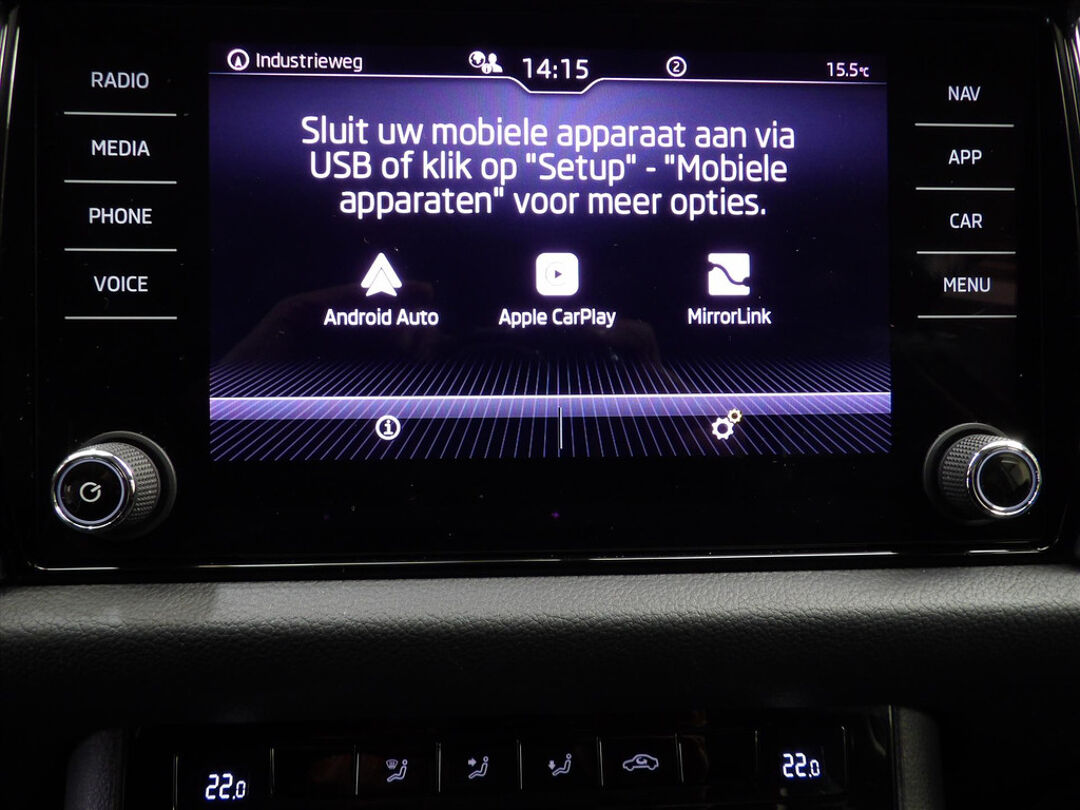 RADIO
MEDIA
PHONE
VOICE
Industrieweg
14:15
2
15.5°C
Sluit uw mobiele apparaat aan via
USB of klik op "Setup" - "Mobiele
apparaten" voor meer opties.
Android Auto
Apple CarPlay
MirrorLink
NAV
APP
CAR
MENU
22.0
22.0